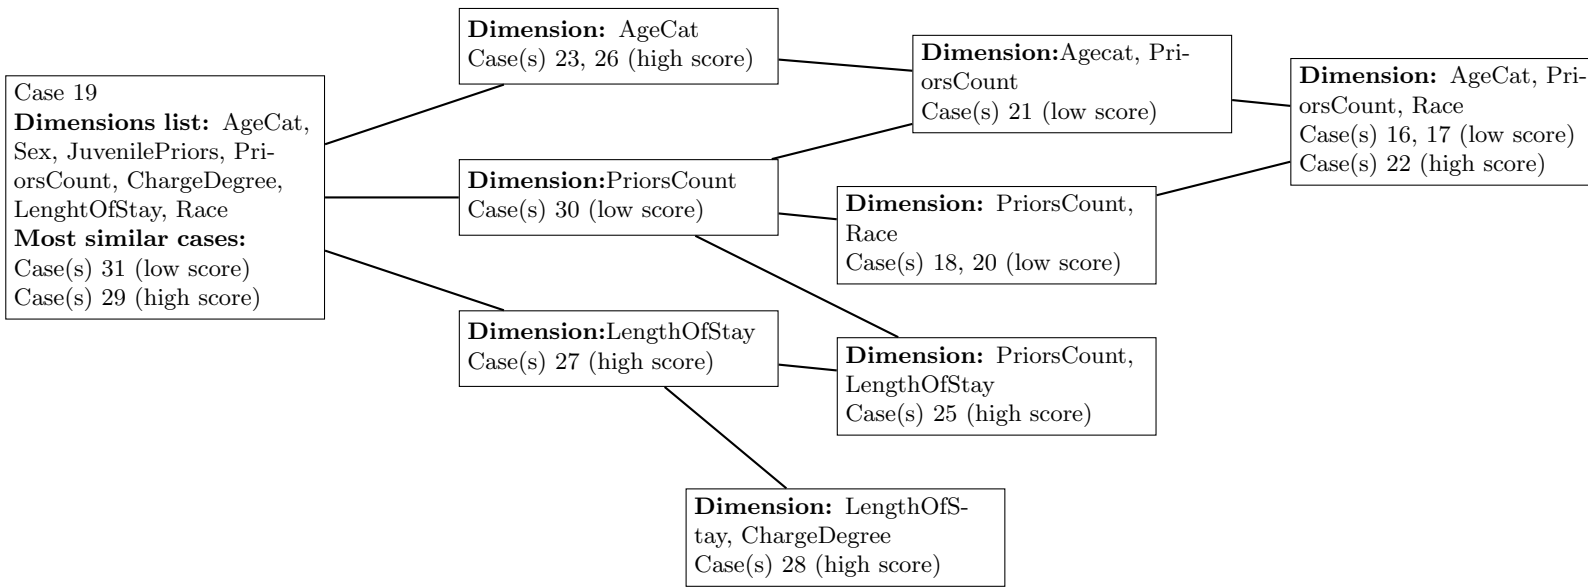 Case 19
Dimensions list: AgeCat,
Sex, JuvenilePriors, Pri-
orsCount, ChargeDegree,
LenghtOfStay, Race
Most similar cases:
Case(s) 31 (low score)
Case(s) 29 (high score)
Dimension: AgeCat
Case(s) 23, 26 (high score)
Dimension:PriorsCount
Case(s) 30 (low score)
Dimension:LengthOfStay
Case(s) 27 (high score)
Dimension:Agecat, Pri-
orsCount
Case(s) 21 (low score)
Dimension: PriorsCount,
Race
Case(s) 18, 20 (low score)
Dimension: PriorsCount,
LengthOfStay
Case(s) 25 (high score)
Dimension: LengthOfS-
tay, ChargeDegree
Case(s) 28 (high score)
Dimension: AgeCat, Pri-
orsCount, Race
Case(s) 16, 17 (low score)
Case(s) 22 (high score)